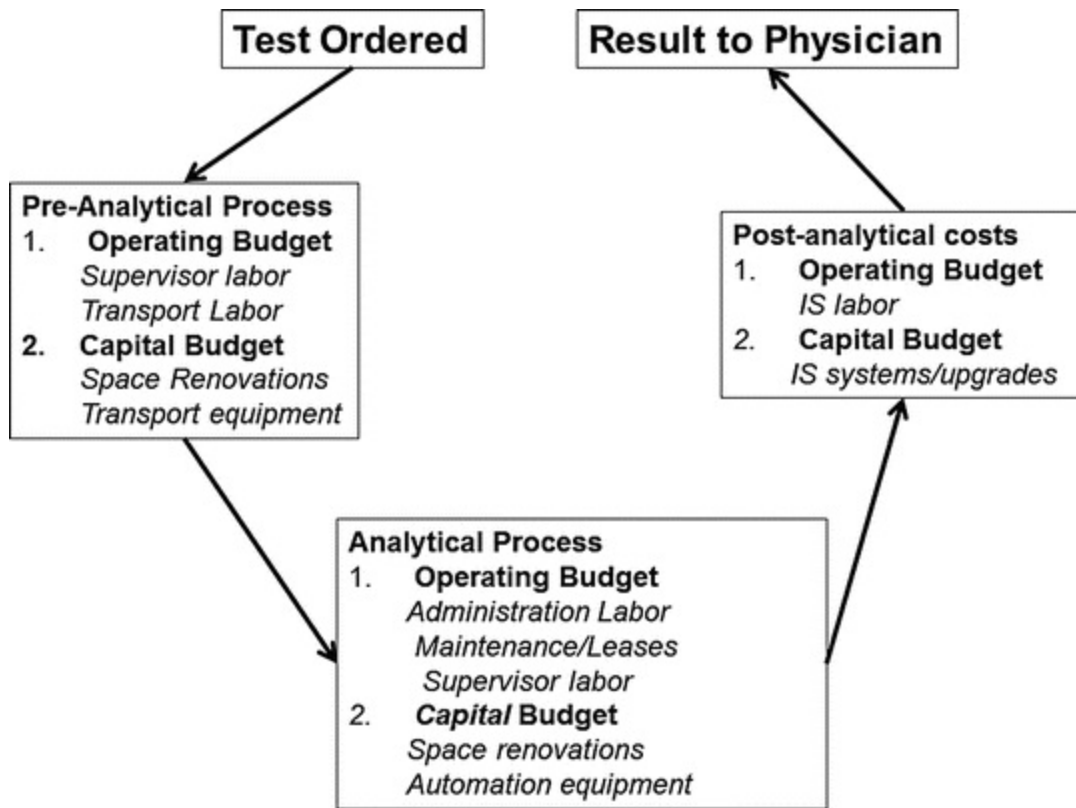 Test Ordered
Result to Physician
Pre-Analytical Process
1. Operating Budget
Supervisor labor
Transport Labor
2. Capital Budget
Space Renovations
Transport equipment
Analytical Process
1. Operating Budget
Administration Labor
Maintenance/Leases
Supervisor labor
2. Capital Budget
Space renovations
Automation equipment
Post-analytical costs
1. Operating Budget
IS labor
2. Capital Budget
IS systems/upgrades